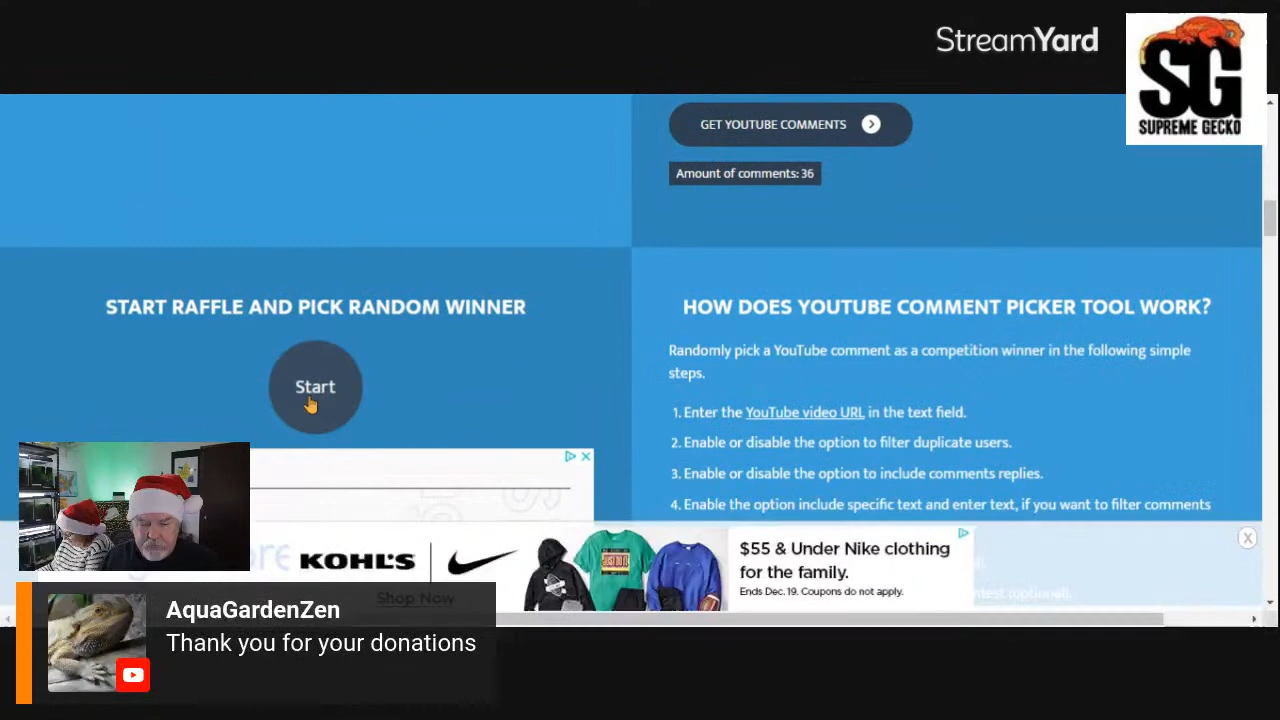 StreamYard
SG
SUPREME GECKO
GET YOUTUBE COMMENTS
Amount of comments: 36
START RAFFLE AND PICK RANDOM WINNER
Start
HOW DOES YOUTUBE COMMENT PICKER TOOL WORK?
Randomly pick a YouTube comment as a competition winner in the following simple
steps.
1. Enter the YouTube video URL in the text field.
2. Enable or disable the option to filter duplicate users.
3. Enable or disable the option to include comments replies.
4. Enable the option include specific text and enter text, if you want to filter comments
KOHL'S
$55 & Under Nike clothing
for the family.
Ends Dec. 19. Coupons do not apply.
Shop Now
AquaGardenZen
Thank you for your donations